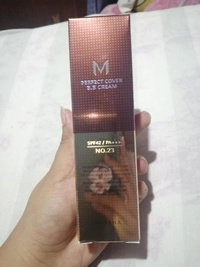 M
PERFECT COVER
B.B CREAM
SPF42 / PA+++
NO.23